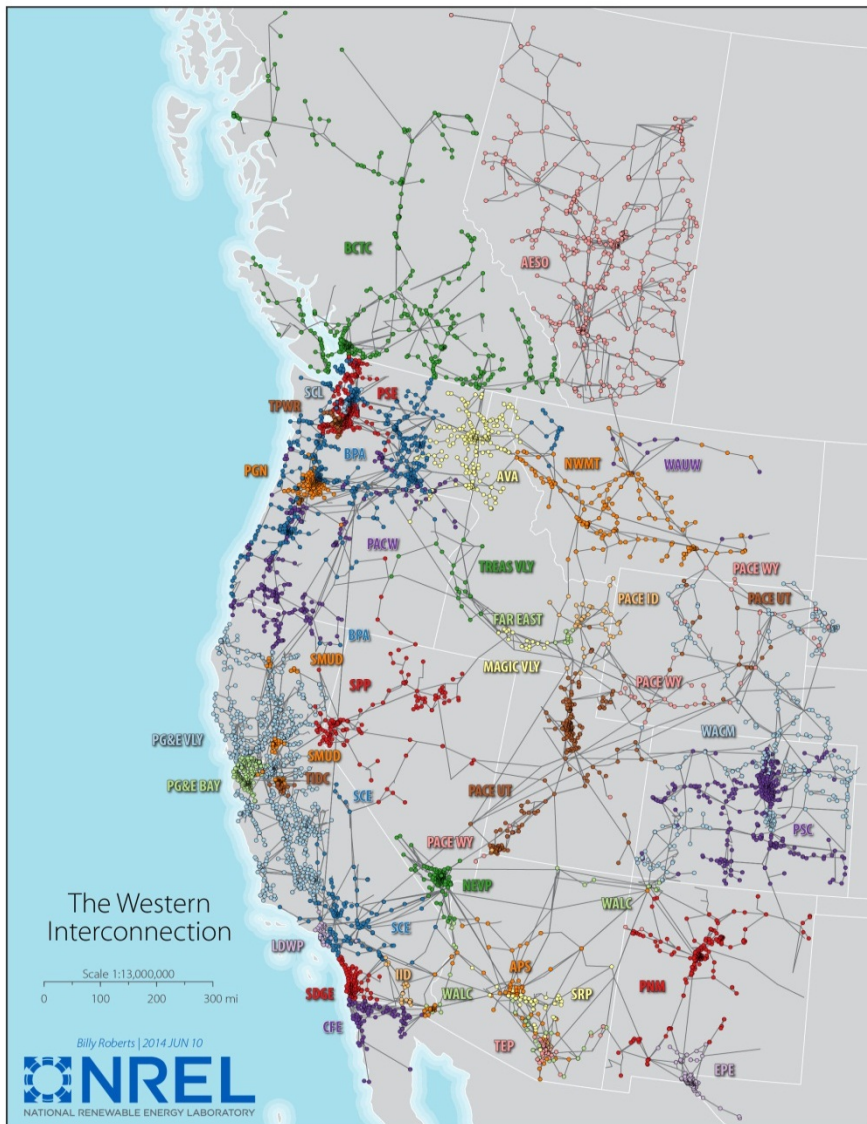 BCTC
AESO
SCL
PSE
TPWR
BPA
PGN
AVA
NWMT
WAUW
PACW
TREAS VLY
PACE WY
PACE ID
PACE UT
FAR EAST
BPA
MAGIC VLY
SMUD
SPP
PACE WY
WACM
PG&E VLY
SMUD
PG&E BAY
TIDC
SCE
PACE UT
PSC
PACE WY
NEVP
WALC
The Western
Interconnection
LDWP
SCE
Scale 1:13,000,000
0 100 200 300 mi
IID
APS
SDGE
WALC
SRP
PNM
CFE
TEP
EPE
Billy Roberts | 2014 JUN 10
NREL
NATIONAL RENEWABLE ENERGY LABORATORY